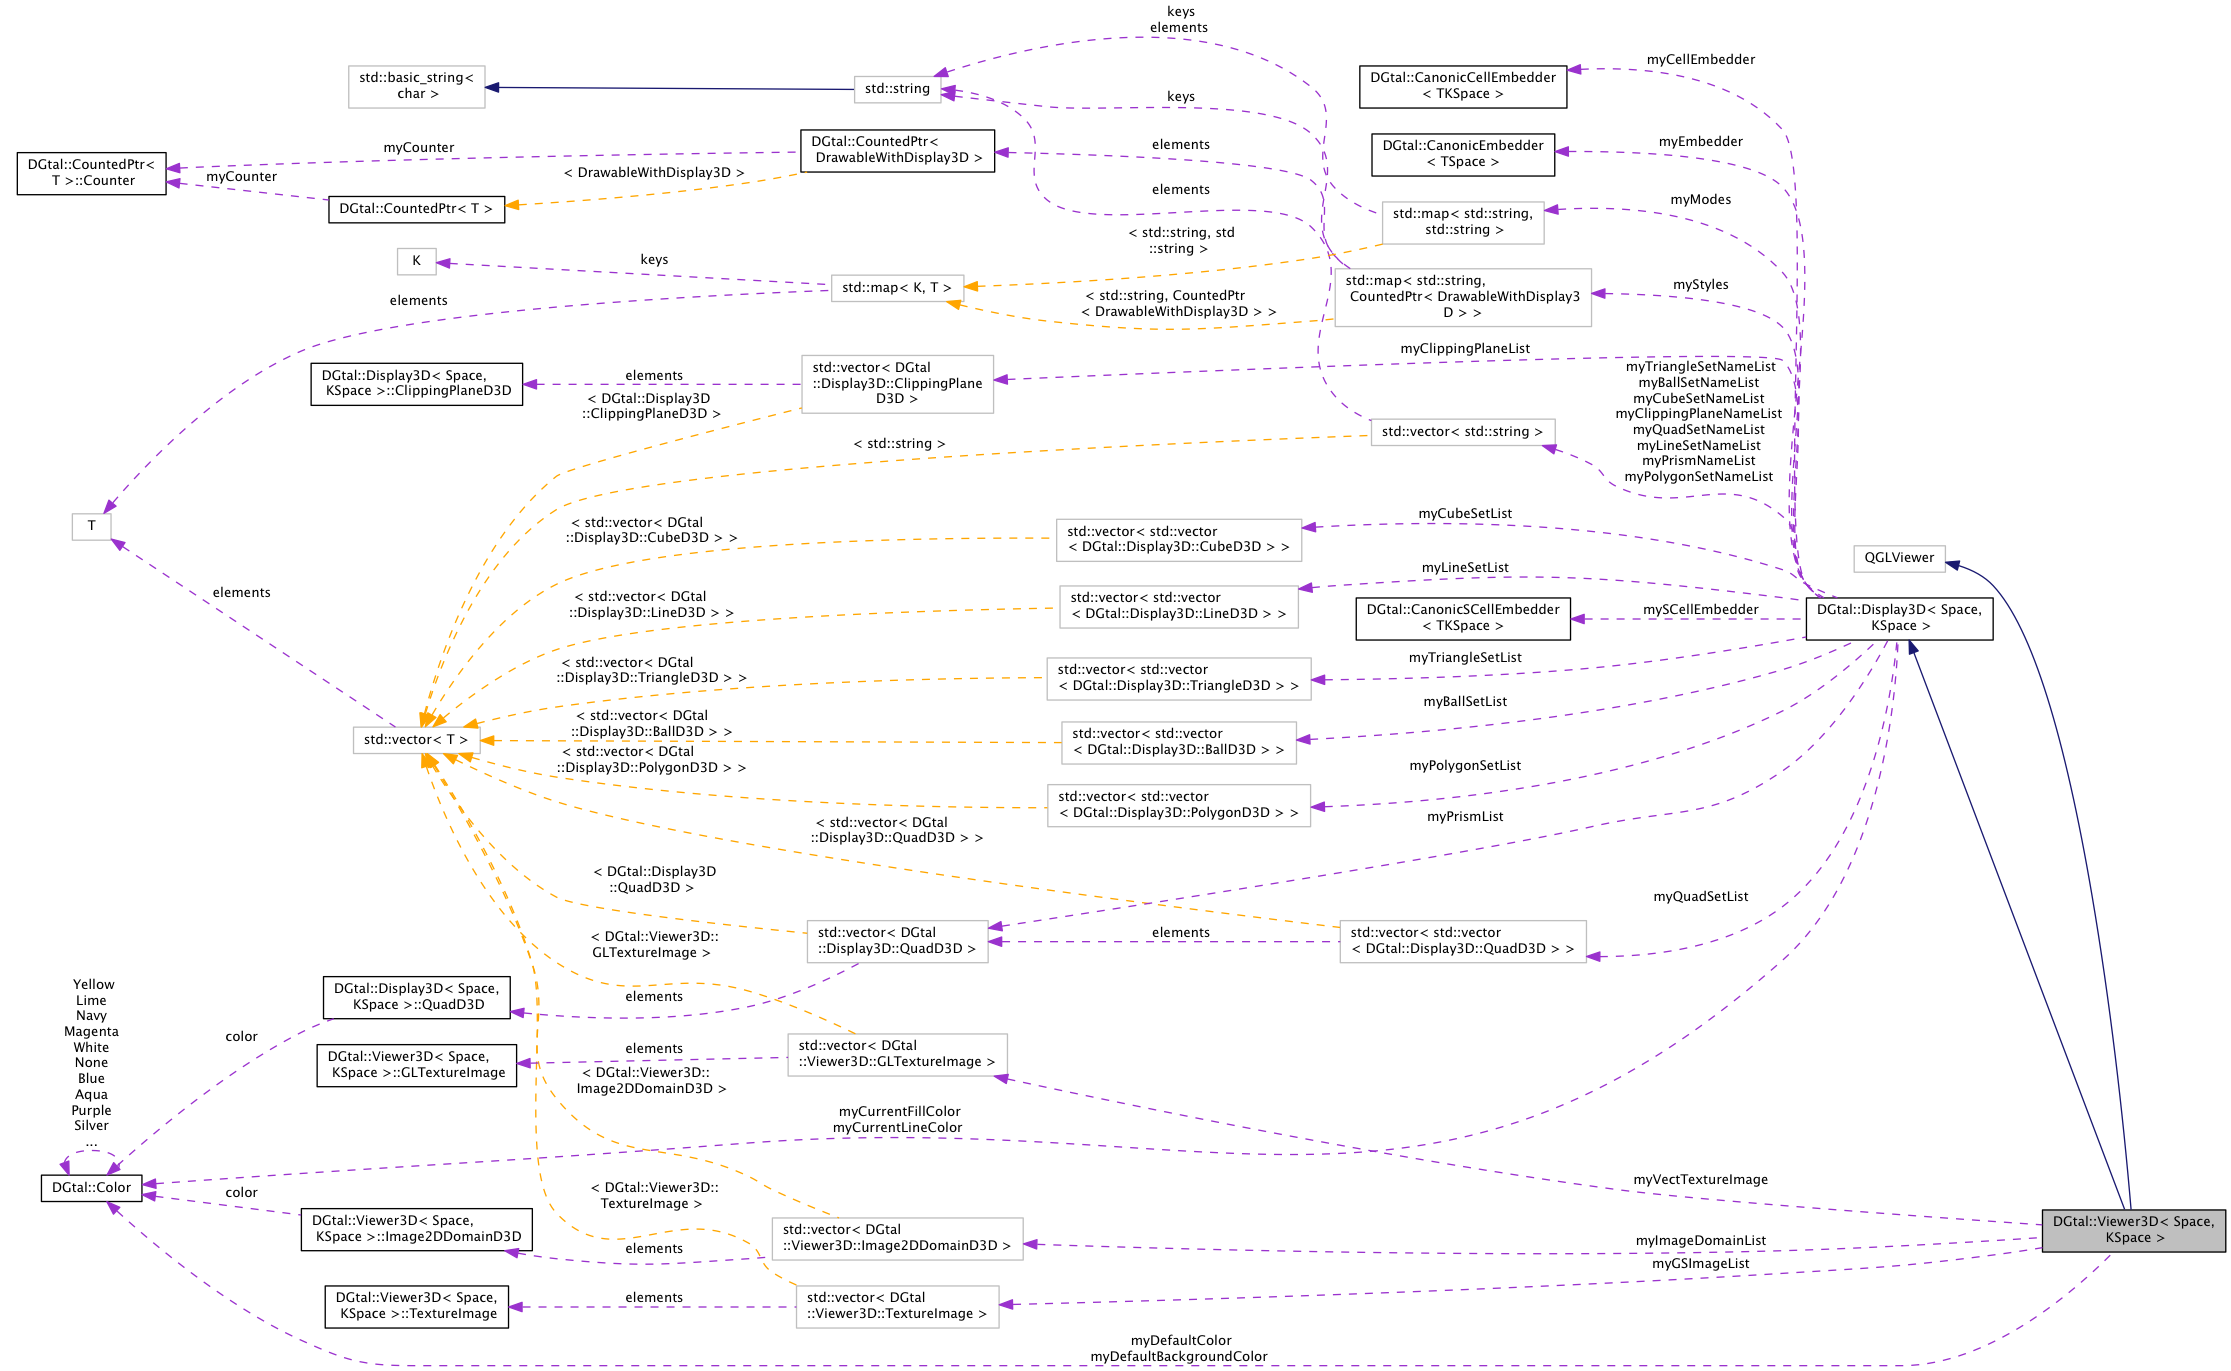 keys
elements
myCellEmbedder
std::basic_string<
char >
std::string
DGtal::CanonicCellEmbedder
< TKSpace >
keys
DGtal::CountedPtr<
DrawableWithDisplay3D >
elements
myEmbedder
DGtal::CanonicEmbedder
< TSpace >
myCounter
DGtal::CountedPtr<
T >::Counter
myCounter
< DrawableWithDisplay3D >
elements
DGtal::CountedPtr< T >
myModes
std::map< std::string,
std::string >
< std::string, std
::string >
K
keys
std::map< K, T >
elements
std::map< std::string,
CountedPtr< DrawableWithDisplay3
D > >
myStyles
< std::string, CountedPtr
< DrawableWithDisplay3D > >
myClippingPlaneList
DGtal::Display3D< Space,
KSpace >::ClippingPlaneD3D
elements
std::vector< DGtal
::Display3D::ClippingPlane
D3D >
< DGtal::Display3D
::ClippingPlaneD3D >
myTriangleSetNameList
myBallSetNameList
myCubeSetNameList
myClippingPlaneNameList
myQuadSetNameList
myLineSetNameList
myPrismNameList
myPolygonSetNameList
std::vector< std::string >
< std::string >
T
< std::vector< DGtal
::Display3D::CubeD3D > >
std::vector< std::vector
< DGtal::Display3D::CubeD3D > >
myCubeSetList
QGLViewer
elements
< std::vector< DGtal
::Display3D::LineD3D > >
std::vector< std::vector
< DGtal::Display3D::LineD3D > >
myLineSetList
DGtal::CanonicSCellEmbedder
< TKSpace >
mySCellEmbedder
DGtal::Display3D< Space,
KSpace >
< std::vector< DGtal
::Display3D::TriangleD3D > >
std::vector< std::vector
< DGtal::Display3D::TriangleD3D > >
myTriangleSetList
std::vector< T >
< std::vector< DGtal
::Display3D::BallD3D > >
std::vector< std::vector
< DGtal::Display3D::BallD3D > >
myBallSetList
< std::vector< DGtal
::Display3D::PolygonD3D > >
std::vector< std::vector
< DGtal::Display3D::PolygonD3D > >
myPolygonSetList
< std::vector< DGtal
::Display3D::QuadD3D > >
myPrismList
< DGtal::Display3D
::QuadD3D >
myQuadSetList
std::vector< DGtal
::Display3D::QuadD3D >
elements
std::vector< std::vector
< DGtal::Display3D::QuadD3D > >
< DGtal::Viewer3D::
GLTextureImage >
DGtal::Display3D< Space,
KSpace >::QuadD3D
elements
Yellow
Lime
Navy
Magenta
White
None
Blue
Aqua
Purple
Silver
...
color
DGtal::Viewer3D< Space,
KSpace >::GLTextureImage
elements
std::vector< DGtal
::Viewer3D::GLTextureImage >
< DGtal::Viewer3D::
Image2DDomainD3D >
myCurrentFillColor
myCurrentLineColor
DGtal::Color
color
myVectTextureImage
< DGtal::Viewer3D::
TextureImage >
DGtal::Viewer3D< Space,
KSpace >::Image2DDomainD3D
elements
std::vector< DGtal
::Viewer3D::Image2DDomainD3D >
myImageDomainList
DGtal::Viewer3D< Space,
KSpace >
myGSImageList
DGtal::Viewer3D< Space,
KSpace >::TextureImage
elements
std::vector< DGtal
::Viewer3D::TextureImage >
myDefaultColor
myDefaultBackgroundColor